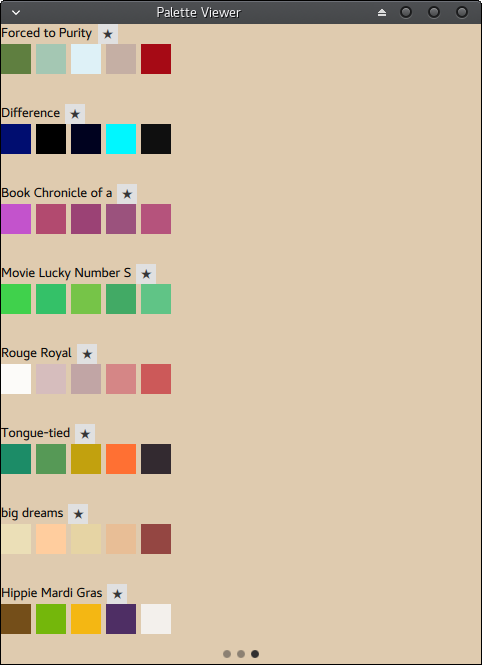 Palette Viewer
Forced to Purity ★
Difference ★
Book Chronicle of a ★
Movie Lucky Number S ★
Rouge Royal ★
Tongue-tied ★
big dreams ★
Hippie Mardi Gras ★